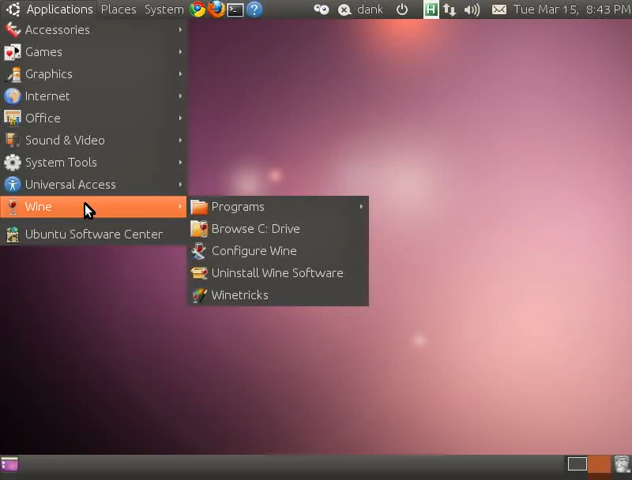 Applications Places System dank Tue Mar 15, 8:43 PM
Accessories
Games
Graphics
Internet
Office
Sound & Video
System Tools
Universal Access
Wine
Ubuntu Software Center
Programs
Browse C: Drive
Configure Wine
Uninstall Wine Software
Winetricks